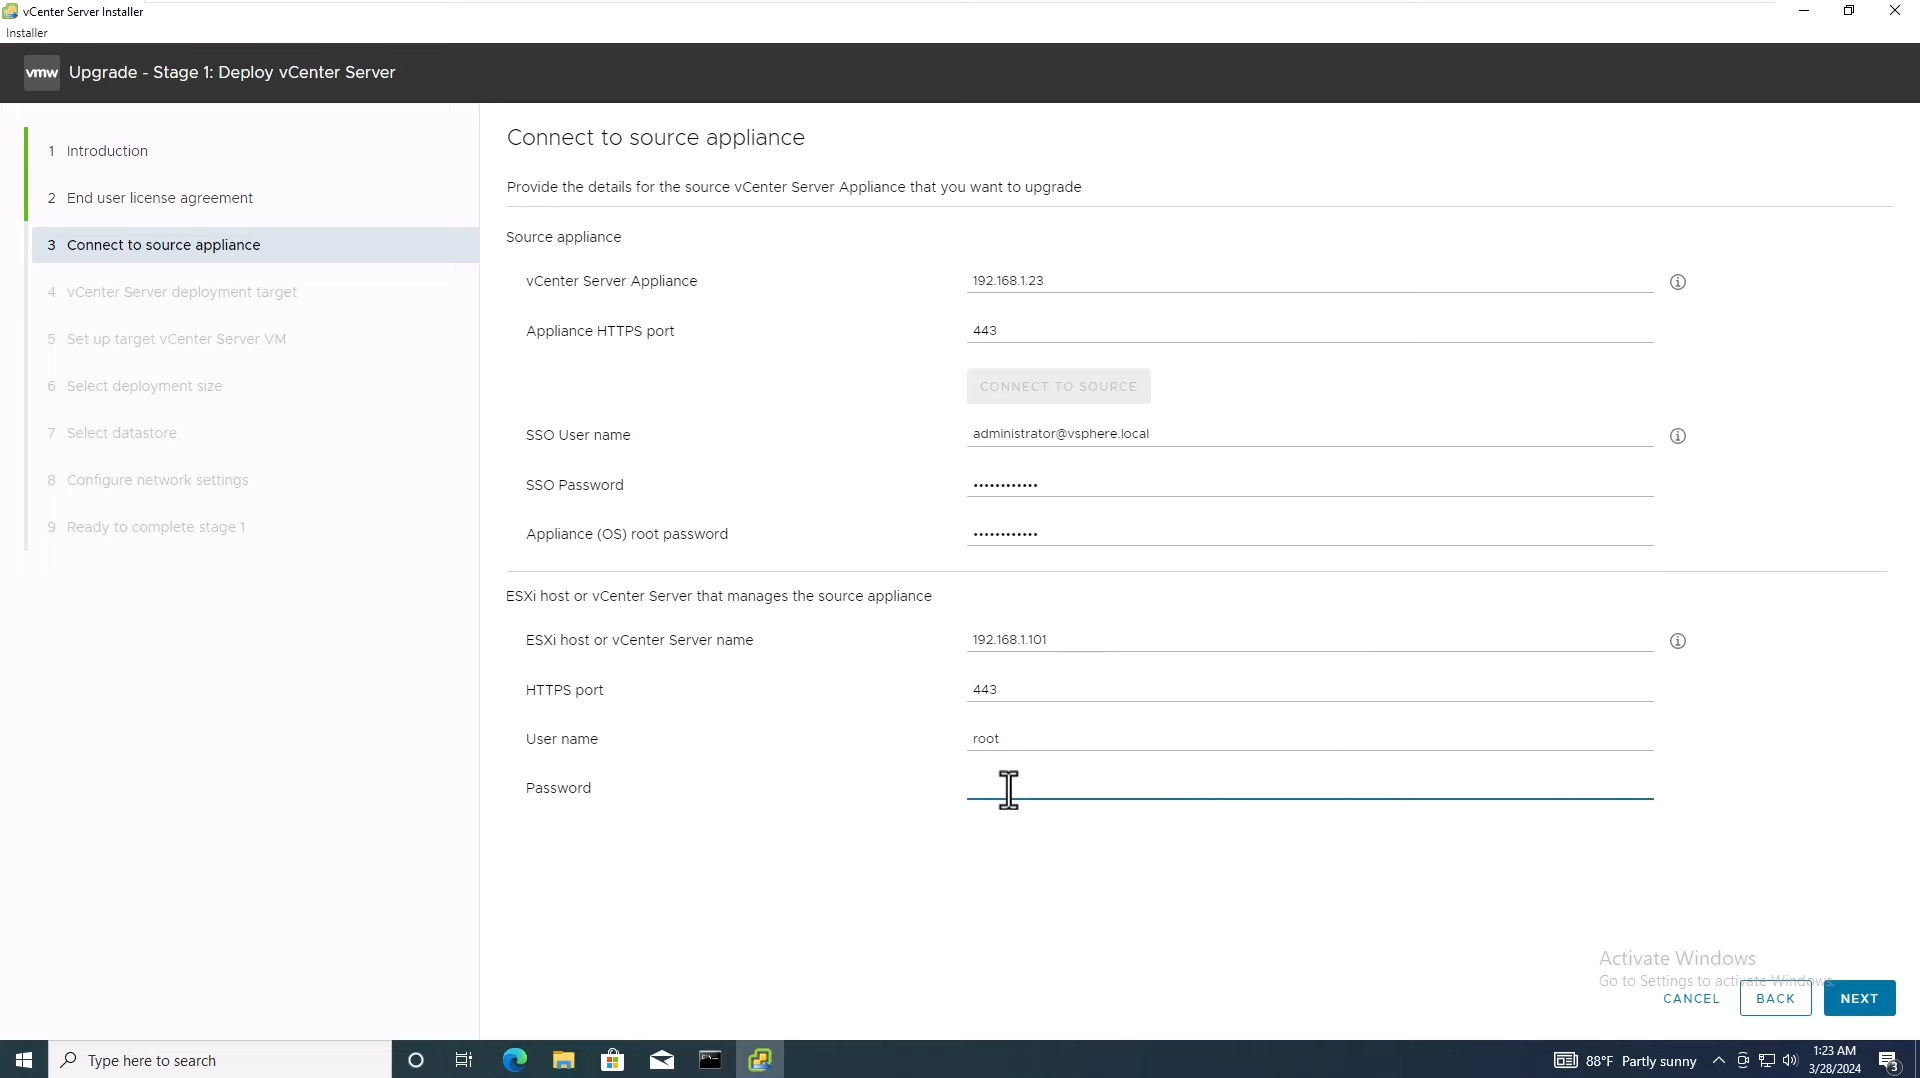 vCenter Server Installer
Installer
vmw Upgrade - Stage 1: Deploy vCenter Server
1 Introduction
2 End user license agreement
3 Connect to source appliance
4 vCenter Server deployment target
5 Set up target vCenter Server VM
6 Select deployment size
7 Select datastore
8 Configure network settings
9 Ready to complete stage 1
Connect to source appliance
Provide the details for the source vCenter Server Appliance that you want to upgrade
Source appliance
vCenter Server Appliance 192.168.1.23
Appliance HTTPS port 443
CONNECT TO SOURCE
SSO User name administrator@vsphere.local
SSO Password ••••••••••••
Appliance (OS) root password ••••••••••••
ESXi host or vCenter Server that manages the source appliance
ESXi host or vCenter Server name 192.168.1.101
HTTPS port 443
User name root
Password
Activate Windows
Go to Settings to activate Windows.
CANCEL BACK NEXT
Type here to search
88°F Partly sunny
1:23 AM
3/28/2024
3